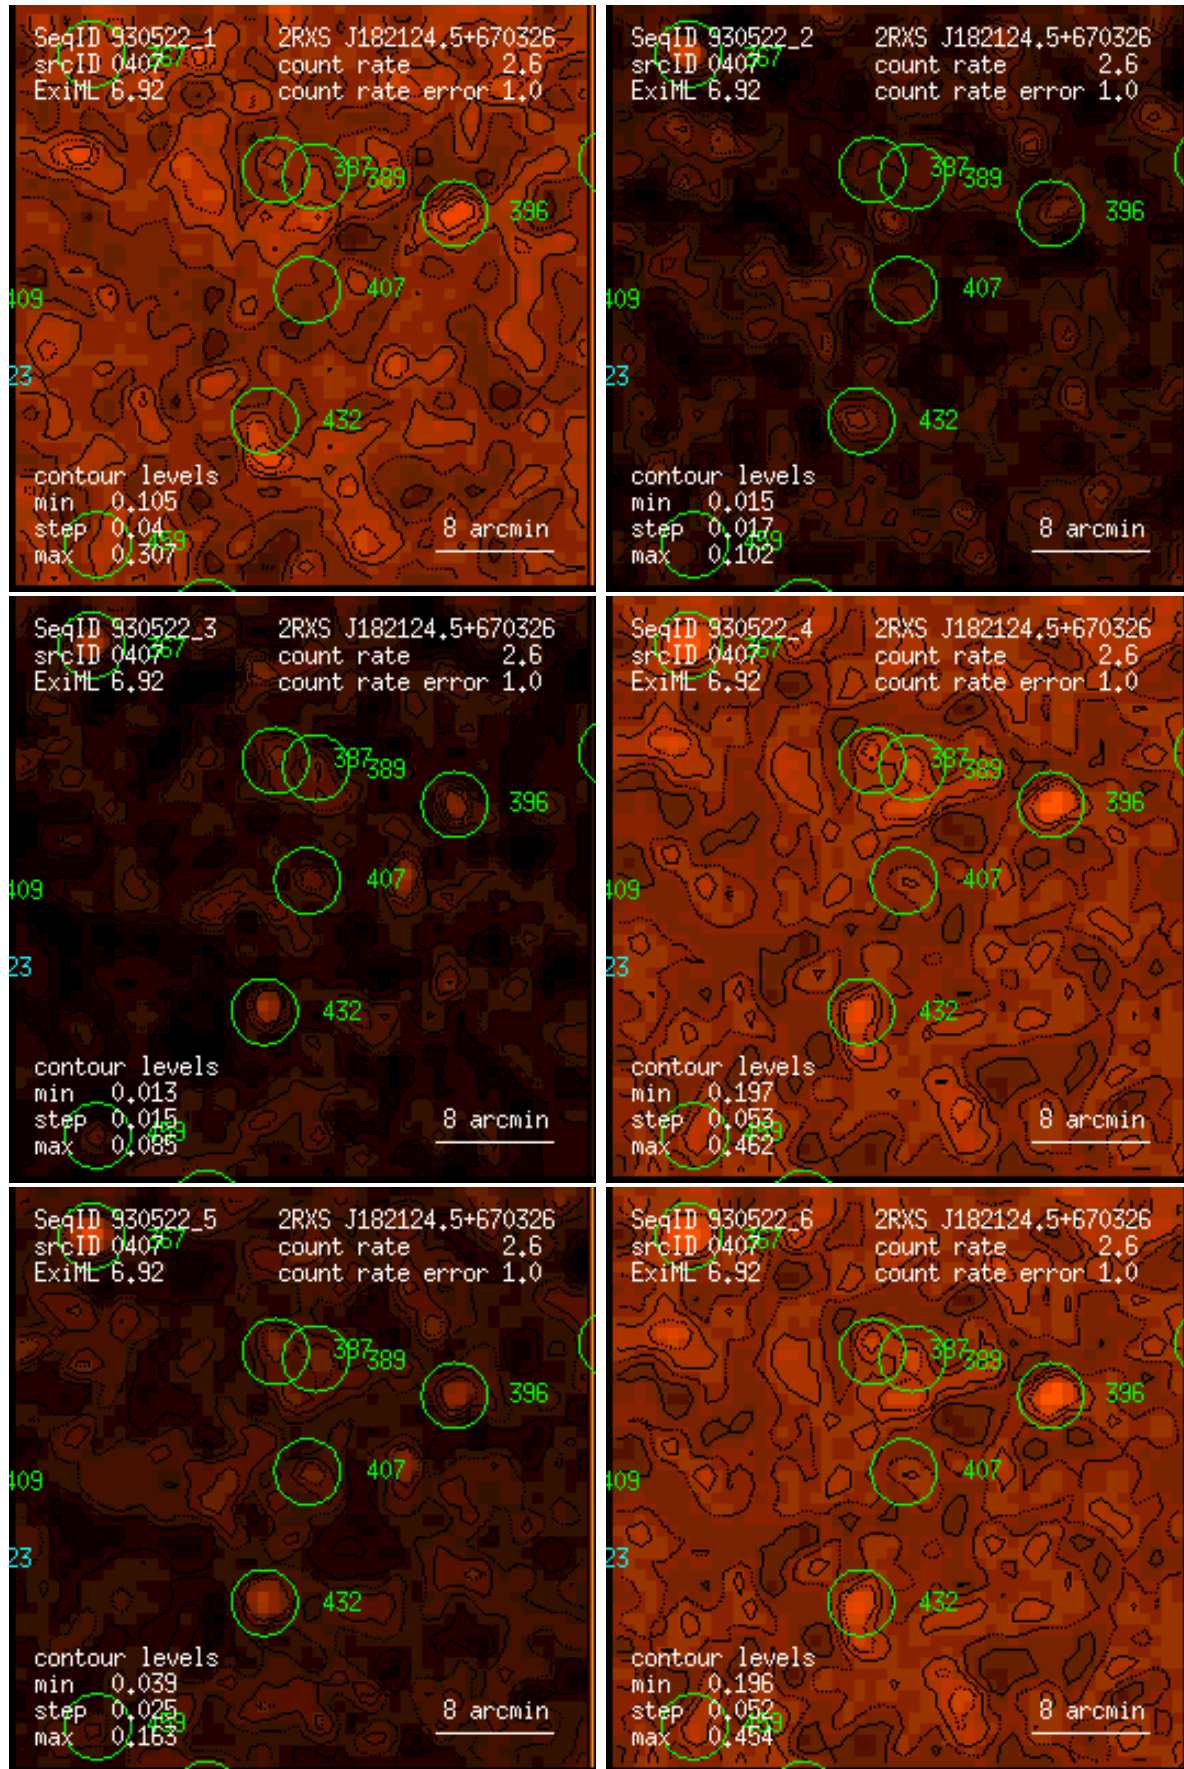 SeqID 930522_1 2RXS J182124.5+670326
srcID 0407 367 count rate 2.6
ExiML 6.92 count rate error 1.0
387
389
396
409
407
23
432
contour levels
min 0.105
step 0.04
max 0.307
459
8 arcmin
SeqID 930522_2 2RXS J182124.5+670326
srcID 0407 367 count rate 2.6
ExiML 6.92 count rate error 1.0
387
389
396
409
407
23
432
contour levels
min 0.015
step 0.017
max 0.102
459
8 arcmin
SeqID 930522_3 2RXS J182124.5+670326
srcID 0407 367 count rate 2.6
ExiML 6.92 count rate error 1.0
387
389
396
409
407
23
432
contour levels
min 0.013
step 0.015
max 0.085
459
8 arcmin
SeqID 930522_4 2RXS J182124.5+670326
srcID 0407 367 count rate 2.6
ExiML 6.92 count rate error 1.0
387
389
396
409
407
23
432
contour levels
min 0.197
step 0.053
max 0.462
459
8 arcmin
SeqID 930522_5 2RXS J182124.5+670326
srcID 0407 367 count rate 2.6
ExiML 6.92 count rate error 1.0
387
389
396
409
407
23
432
contour levels
min 0.039
step 0.025
max 0.163
459
8 arcmin
SeqID 930522_6 2RXS J182124.5+670326
srcID 0407 367 count rate 2.6
ExiML 6.92 count rate error 1.0
387
389
396
409
407
23
432
contour levels
min 0.196
step 0.052
max 0.454
459
8 arcmin